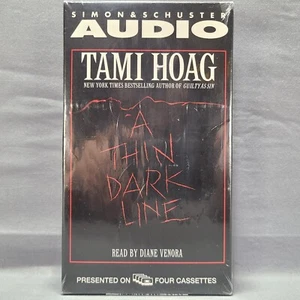 SIMON & SCHUSTER
AUDIO
TAMI HOAG
NEW YORK TIMES BESTSELLING AUTHOR OF GUILTY AS SIN
A
THIN
DARK
LINE
READ BY DIANE VENORA
PRESENTED ON FOUR CASSETTES